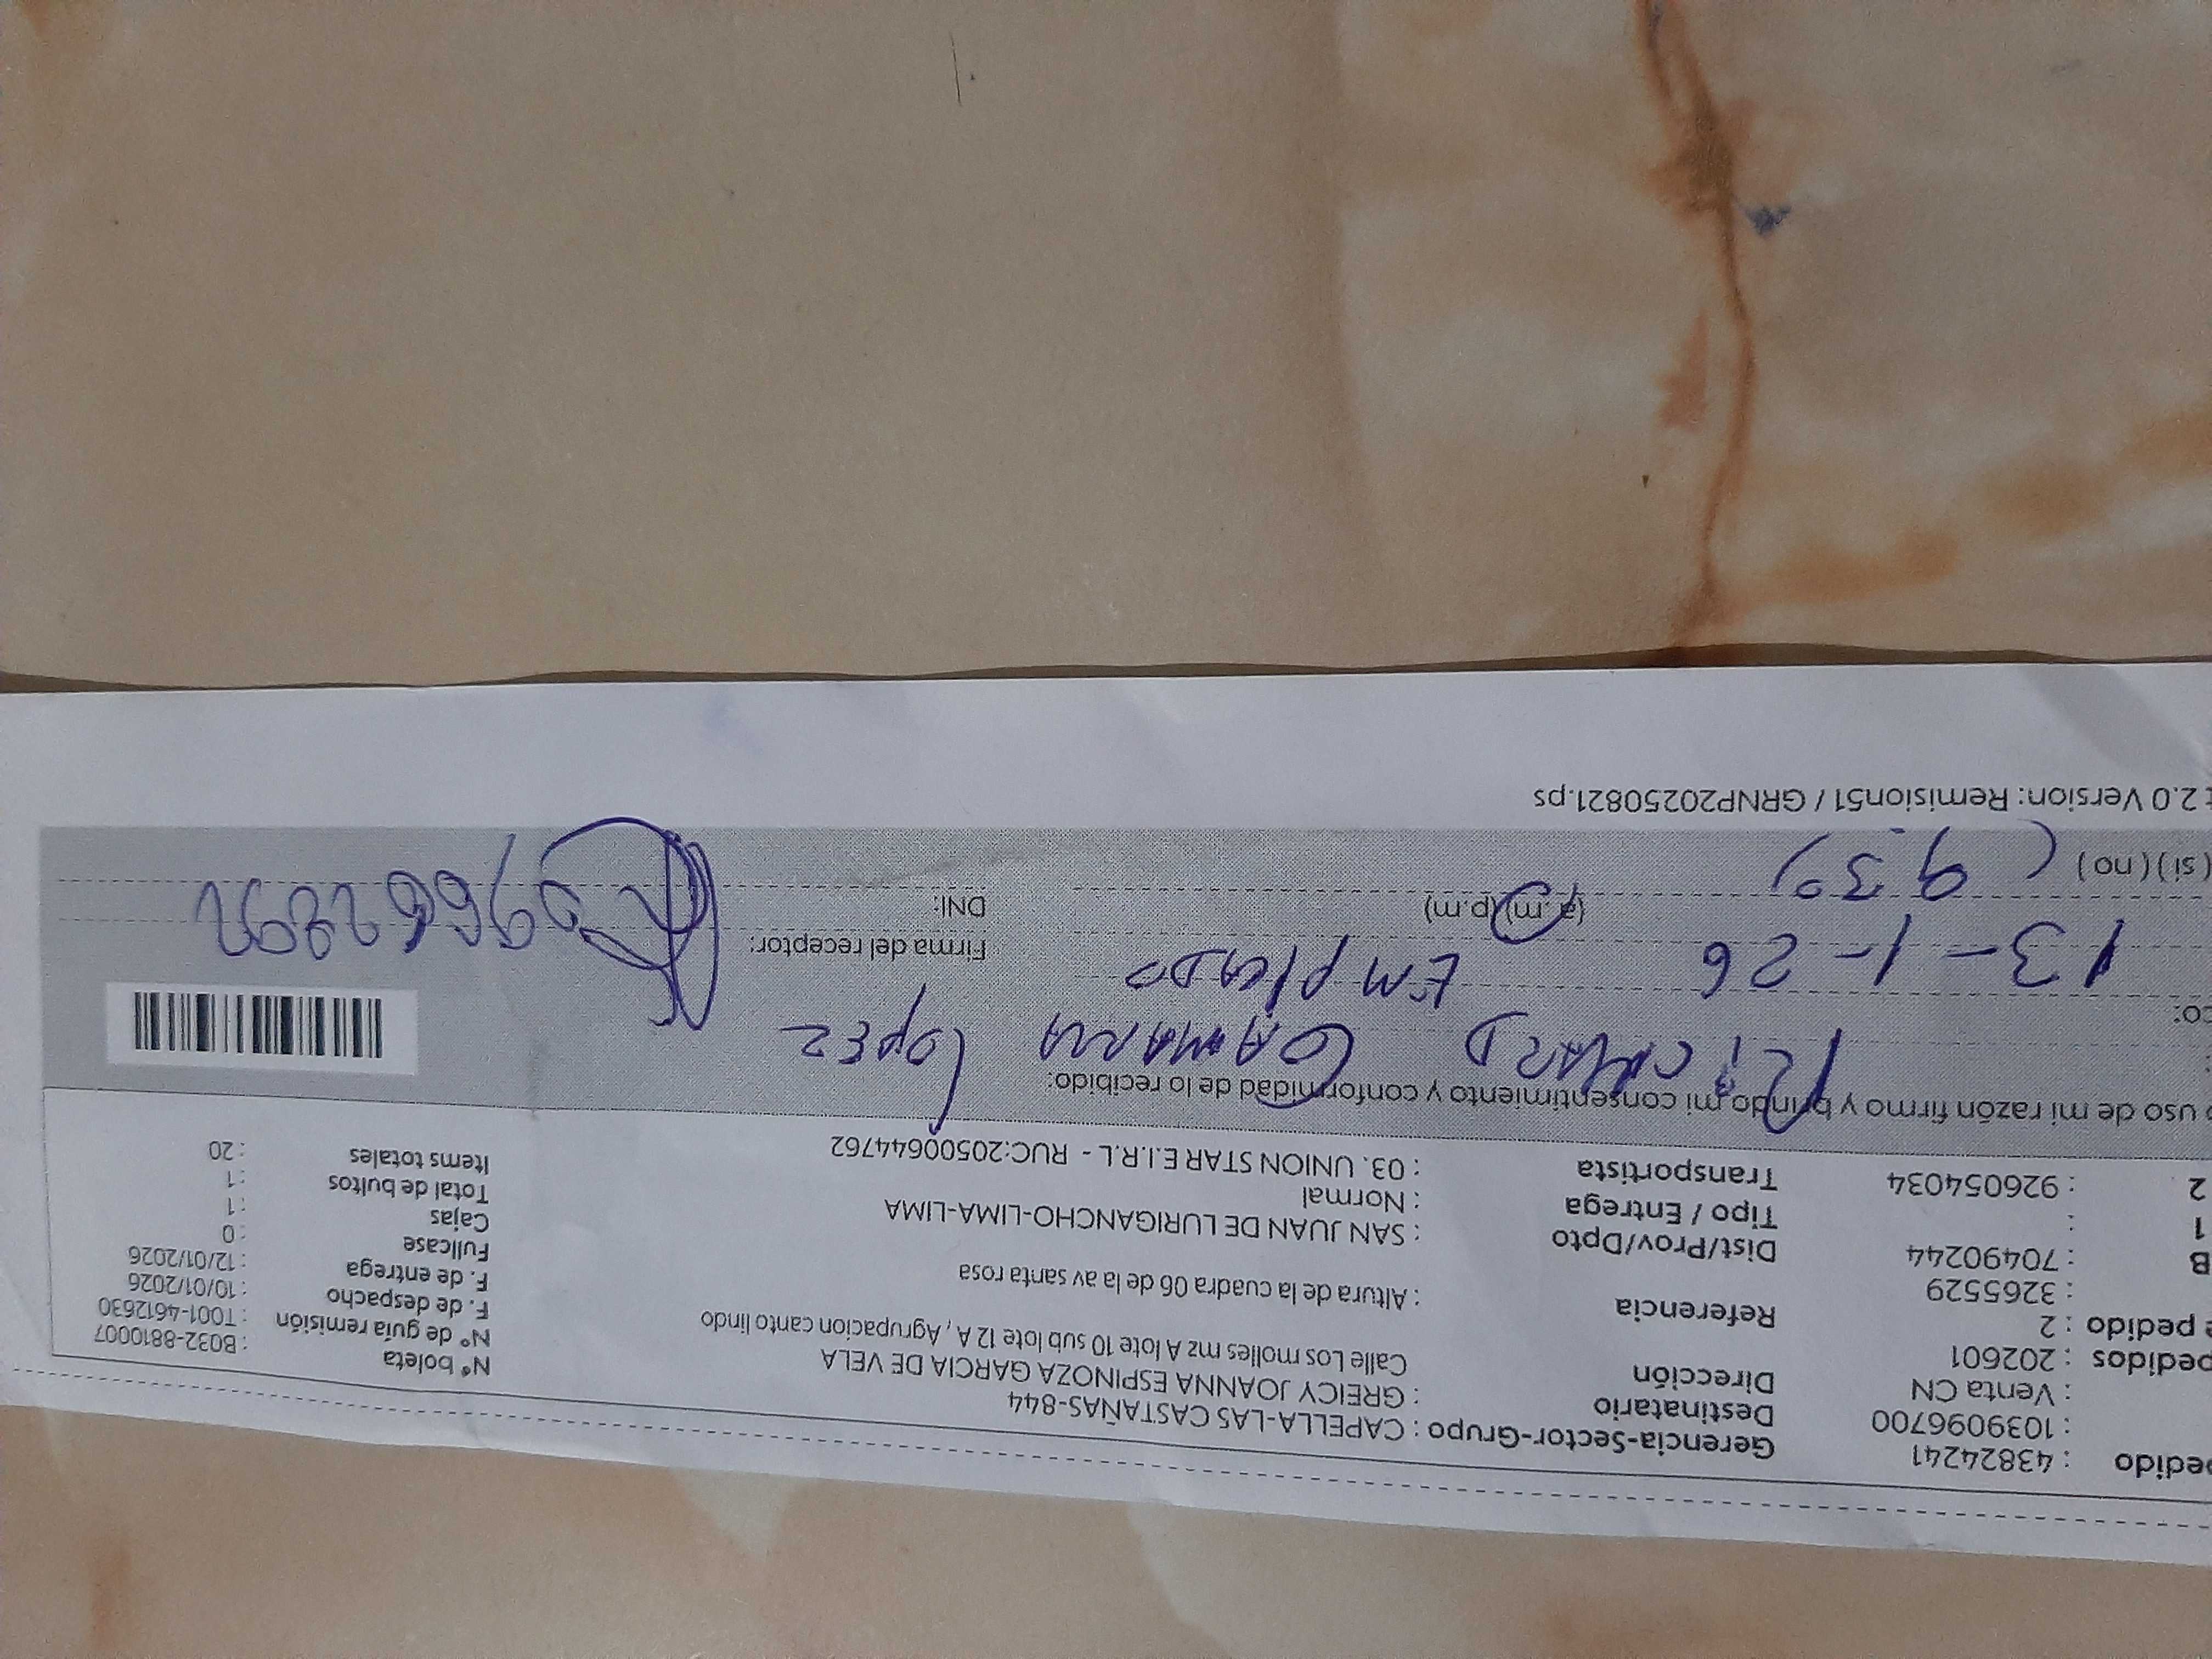 pedido : 43824241 Gerencia-Sector-Grupo : CAPELLA-LAS CASTAÑAS-844
: 1039096700 Destinatario : GREICY JOANNA ESPINOZA GARCIA DE VELA Nº boleta : B032-8810007
: Venta CN Dirección Calle Los molles mz A lote 10 sub lote 12 A , Agrupacion canto lindo Nº de guía remisión : T001-4612630
pedidos : 202601 F. de despacho : 10/01/2026
e pedido : 2 Referencia : Altura de la cuadra 06 de la av santa rosa F. de entrega : 12/01/2026
: 3265529 Fullcase : 0
B : 70490244 Dist/Prov/Dpto : SAN JUAN DE LURIGANCHO-LIMA-LIMA Cajas : 1
1 : Tipo / Entrega : Normal Total de bultos : 1
2 : 926054034 Transportista : 03. UNION STAR E.I.R.L - RUC:20500644762 Items totales : 20
uso de mi razón firmo y brindo mi consentimiento y conformidad de lo recibido:
GAMARRA LOPEZ
co: EMPLEADO
13-1-26 Firma del receptor:
(a.m)(p.m) DNI:
(si)(no) (9.30)
t 2.0 Version: Remision51 / GRNP20250821.ps